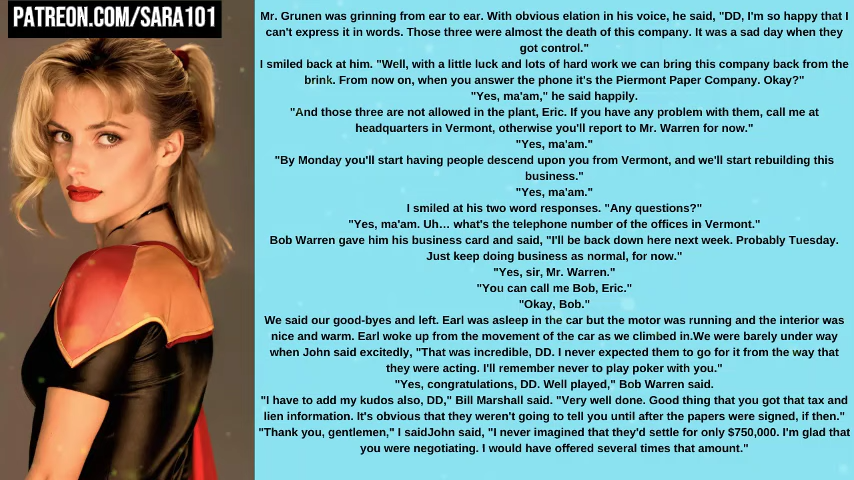 PATREON.COM/SARA101
Mr. Grunen was grinning from ear to ear. With obvious elation in his voice, he said, "DD, I'm so happy that I
can't express it in words. Those three were almost the death of this company. It was a sad day when they
got control."
I smiled back at him. "Well, with a little luck and lots of hard work we can bring this company back from the
brink. From now on, when you answer the phone it's the Piermont Paper Company. Okay?"
"Yes, ma'am," he said happily.
"And those three are not allowed in the plant, Eric. If you have any problem with them, call me at
headquarters in Vermont, otherwise you'll report to Mr. Warren for now."
"Yes, ma'am."
"By Monday you'll start having people descend upon you from Vermont, and we'll start rebuilding this
business."
"Yes, ma'am."
I smiled at his two word responses. "Any questions?"
"Yes, ma'am. Uh… what's the telephone number of the offices in Vermont."
Bob Warren gave him his business card and said, "I'll be back down here next week. Probably Tuesday.
Just keep doing business as normal, for now."
"Yes, sir, Mr. Warren."
"You can call me Bob, Eric."
"Okay, Bob."
We said our good-byes and left. Earl was asleep in the car but the motor was running and the interior was
nice and warm. Earl woke up from the movement of the car as we climbed in.We were barely under way
when John said excitedly, "That was incredible, DD. I never expected them to go for it from the way that
they were acting. I'll remember never to play poker with you."
"Yes, congratulations, DD. Well played," Bob Warren said.
"I have to add my kudos also, DD," Bill Marshall said. "Very well done. Good thing that you got that tax and
lien information. It's obvious that they weren't going to tell you until after the papers were signed, if then."
"Thank you, gentlemen," I saidJohn said, "I never imagined that they'd settle for only $750,000. I'm glad that
you were negotiating. I would have offered several times that amount."